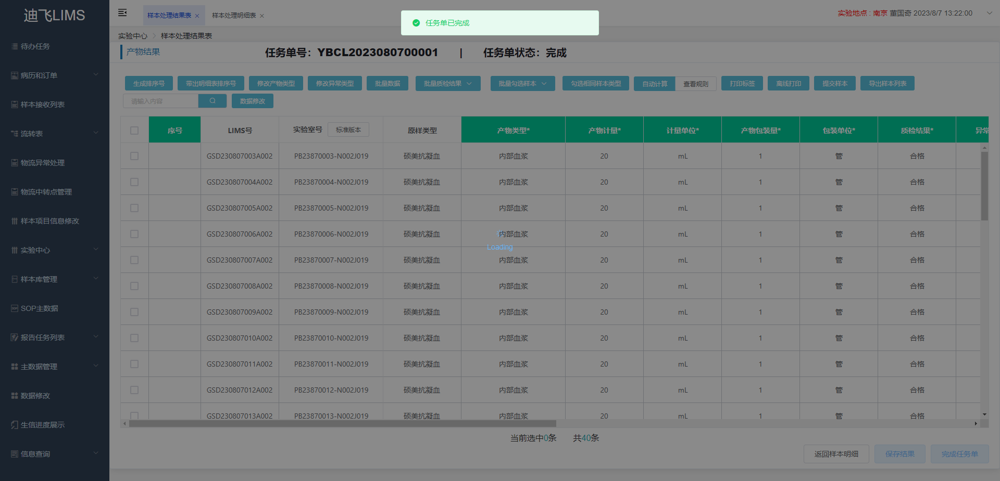 迪飞LIMS
待办任务
病历和订单
样本接收列表
流转表
物流异常处理
物流中转点管理
样本项目信息修改
实验中心
样本库管理
SOP主数据
报告任务列表
主数据管理
数据修改
生信进度展示
信息查询
样本处理结果表 × 样本处理明细表 ×
任务单已完成
实验地点 : 南京 董国奇 2023/8/7 13:22:00
实验中心 > 样本处理结果表
产物结果 任务单号：YBCL2023080700001 | 任务单状态：完成
生成排序号 带出明细表排序号 修改产物类型 修改异常类型 批量数据 批量质检结果 批量勾选样本 勾选相同样本类型 自动计算 查看规则 打印标签 离线打印 提交样本 导出样本列表
请输入内容 数据修改
序号 LIMS号 实验室号 标准版本 原样类型 产物类型* 产物计量* 计量单位* 产物包装量* 包装单位* 质检结果* 异常
GSD230807003A002 PB23870003-N002J019 硕美抗凝血 内部血浆 20 mL 1 管 合格
GSD230807004A002 PB23870004-N002J019 硕美抗凝血 内部血浆 20 mL 1 管 合格
GSD230807005A002 PB23870005-N002J019 硕美抗凝血 内部血浆 20 mL 1 管 合格
GSD230807006A002 PB23870006-N002J019 硕美抗凝血 内部血浆 20 mL 1 管 合格
Loading
GSD230807007A002 PB23870007-N002J019 硕美抗凝血 内部血浆 20 mL 1 管 合格
GSD230807008A002 PB23870008-N002J019 硕美抗凝血 内部血浆 20 mL 1 管 合格
GSD230807009A002 PB23870009-N002J019 硕美抗凝血 内部血浆 20 mL 1 管 合格
GSD230807010A002 PB23870010-N002J019 硕美抗凝血 内部血浆 20 mL 1 管 合格
GSD230807011A002 PB23870011-N002J019 硕美抗凝血 内部血浆 20 mL 1 管 合格
GSD230807012A002 PB23870012-N002J019 硕美抗凝血 内部血浆 20 mL 1 管 合格
GSD230807013A002 PB23870013-N002J019 硕美抗凝血 内部血浆 20 mL 1 管 合格
当前选中0条 共40条
返回样本明细 保存结果 完成任务单